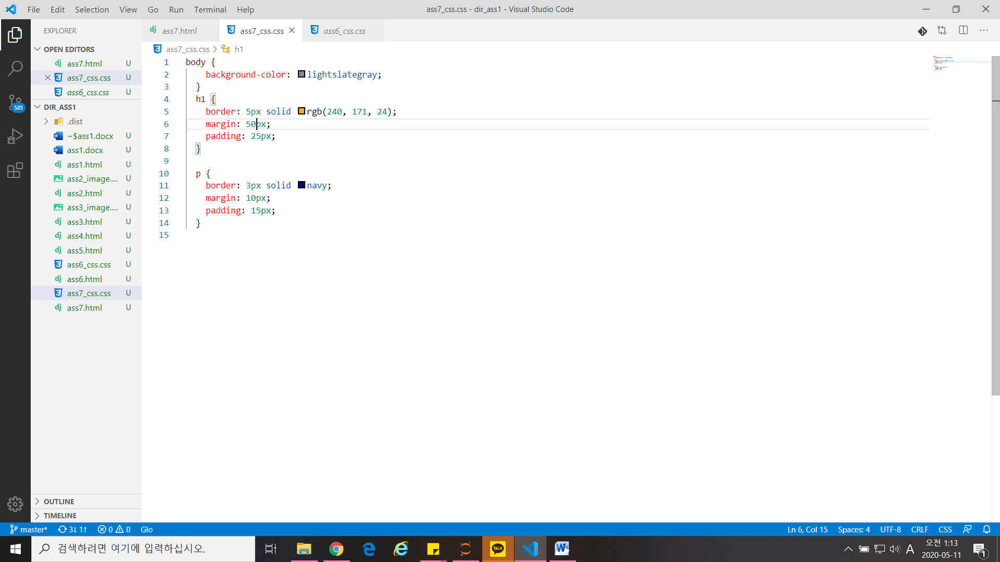 File Edit Selection View Go Run Terminal Help
ass7_css.css - dir_ass1 - Visual Studio Code
EXPLORER
OPEN EDITORS
ass7.html U
ass7_css.css U
ass6_css.css U
DIR_ASS1
.dist
~$ass1.docx U
ass1.docx U
ass1.html U
ass2_image.... U
ass2.html U
ass3_image.... U
ass3.html U
ass4.html U
ass5.html U
ass6_css.css U
ass6.html U
ass7_css.css U
ass7.html U
OUTLINE
TIMELINE
501
ass7.html
ass7_css.css
ass6_css.css
ass7_css.css > h1
1 body {
2 background-color: lightslategray;
3 }
4 h1 {
5 border: 5px solid rgb(240, 171, 24);
6 margin: 50px;
7 padding: 25px;
8 }
9
10 p {
11 border: 3px solid navy;
12 margin: 10px;
13 padding: 15px;
14 }
15
master* 3↓ 1↑ 0 0 Glo
Ln 6, Col 15 Spaces: 4 UTF-8 CRLF CSS
검색하려면 여기에 입력하십시오.
TALK
A
오전 1:13
2020-05-11
1